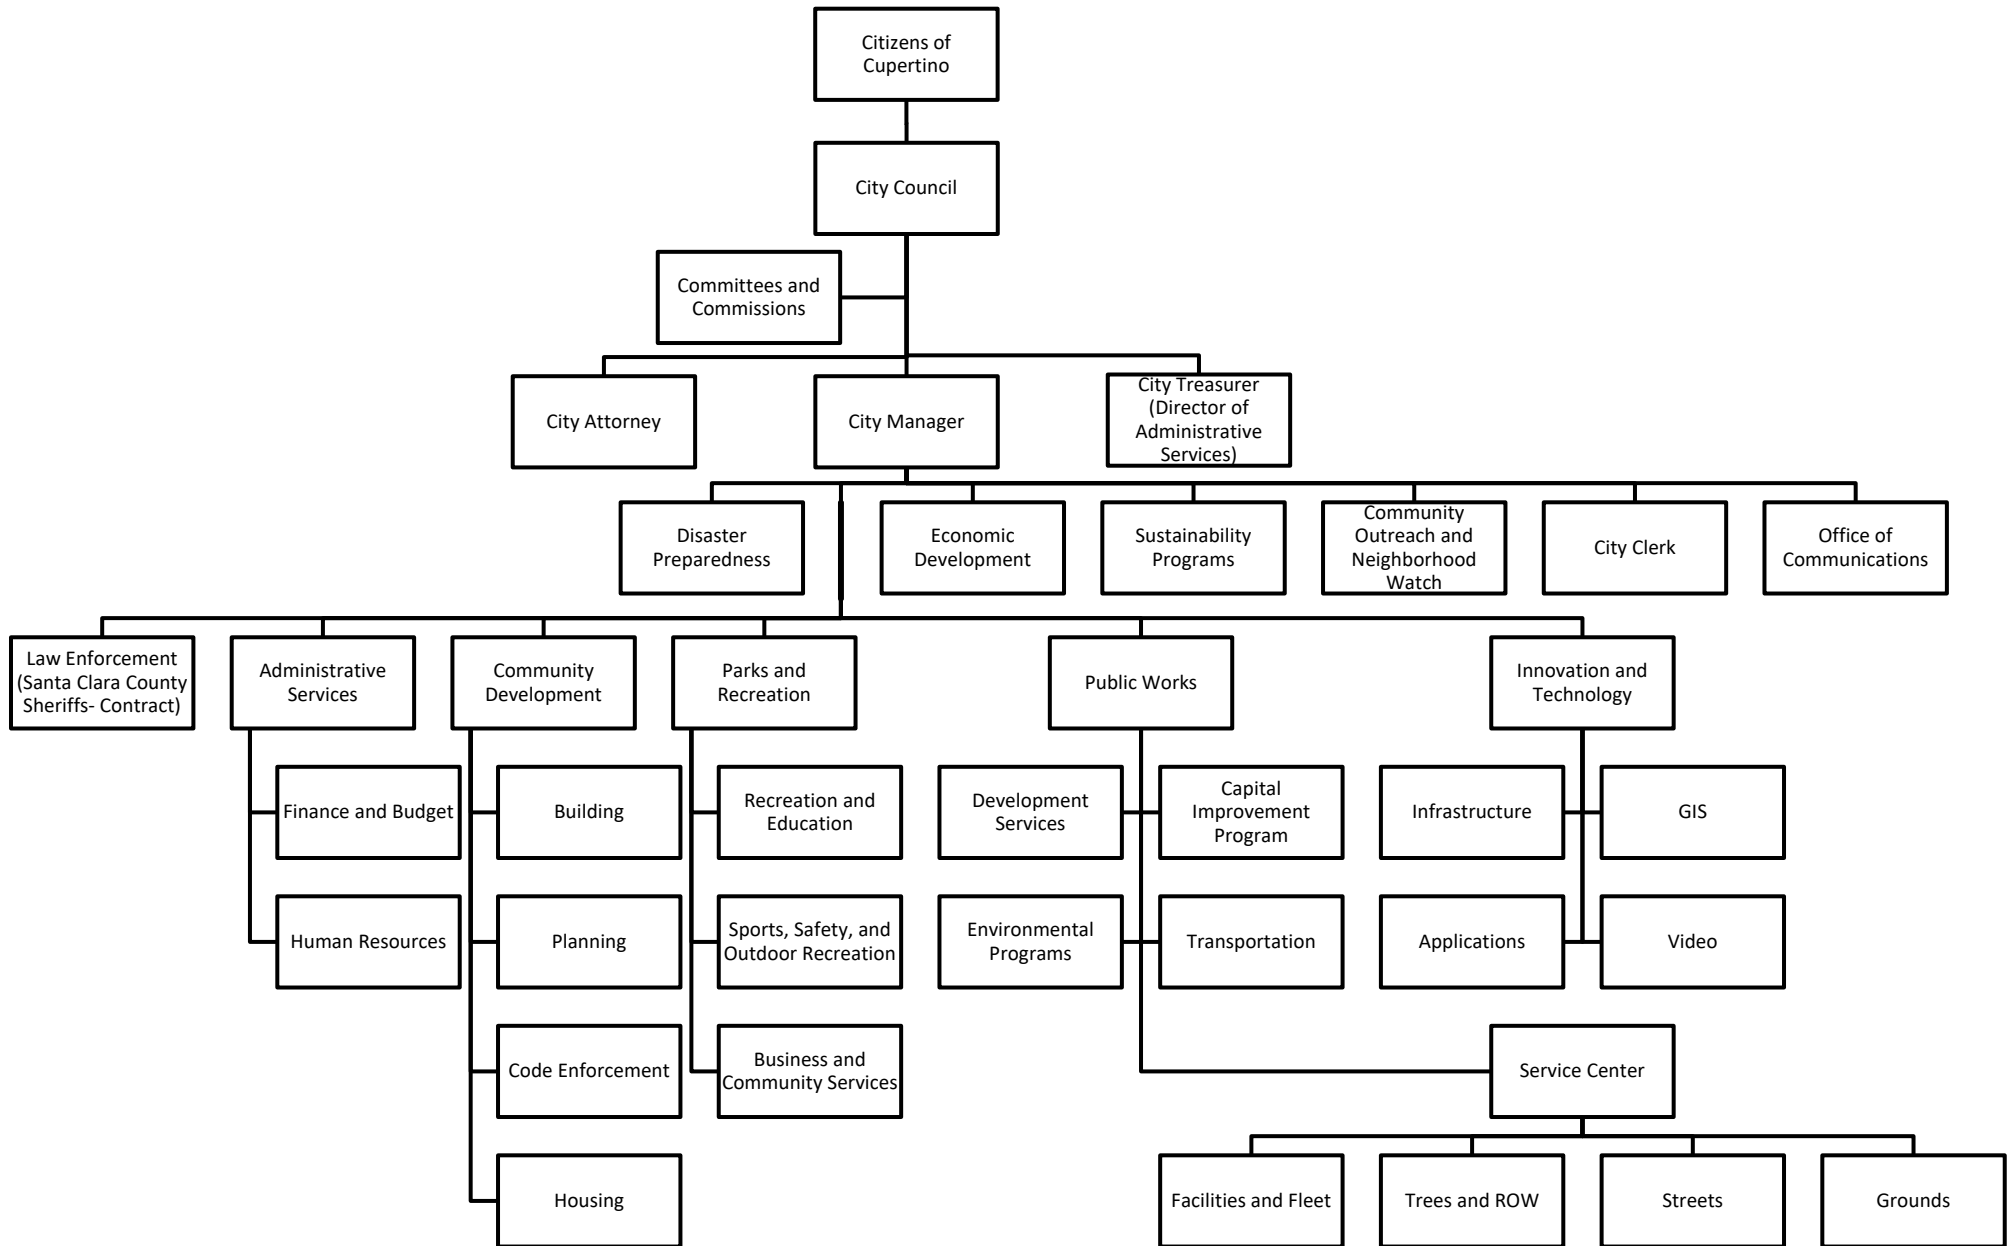 Citizens of
Cupertino
City Council
Committees and
Commissions
City Attorney
City Manager
City Treasurer
(Director of
Administrative
Services)
Disaster
Preparedness
Economic
Development
Sustainability
Programs
Community
Outreach and
Neighborhood
Watch
City Clerk
Office of
Communications
Law Enforcement
(Santa Clara County
Sheriffs- Contract)
Administrative
Services
Community
Development
Parks and
Recreation
Public Works
Innovation and
Technology
Finance and Budget
Building
Recreation and
Education
Development
Services
Capital
Improvement
Program
Infrastructure
GIS
Human Resources
Planning
Sports, Safety, and
Outdoor Recreation
Environmental
Programs
Transportation
Applications
Video
Code Enforcement
Business and
Community Services
Service Center
Housing
Facilities and Fleet
Trees and ROW
Streets
Grounds